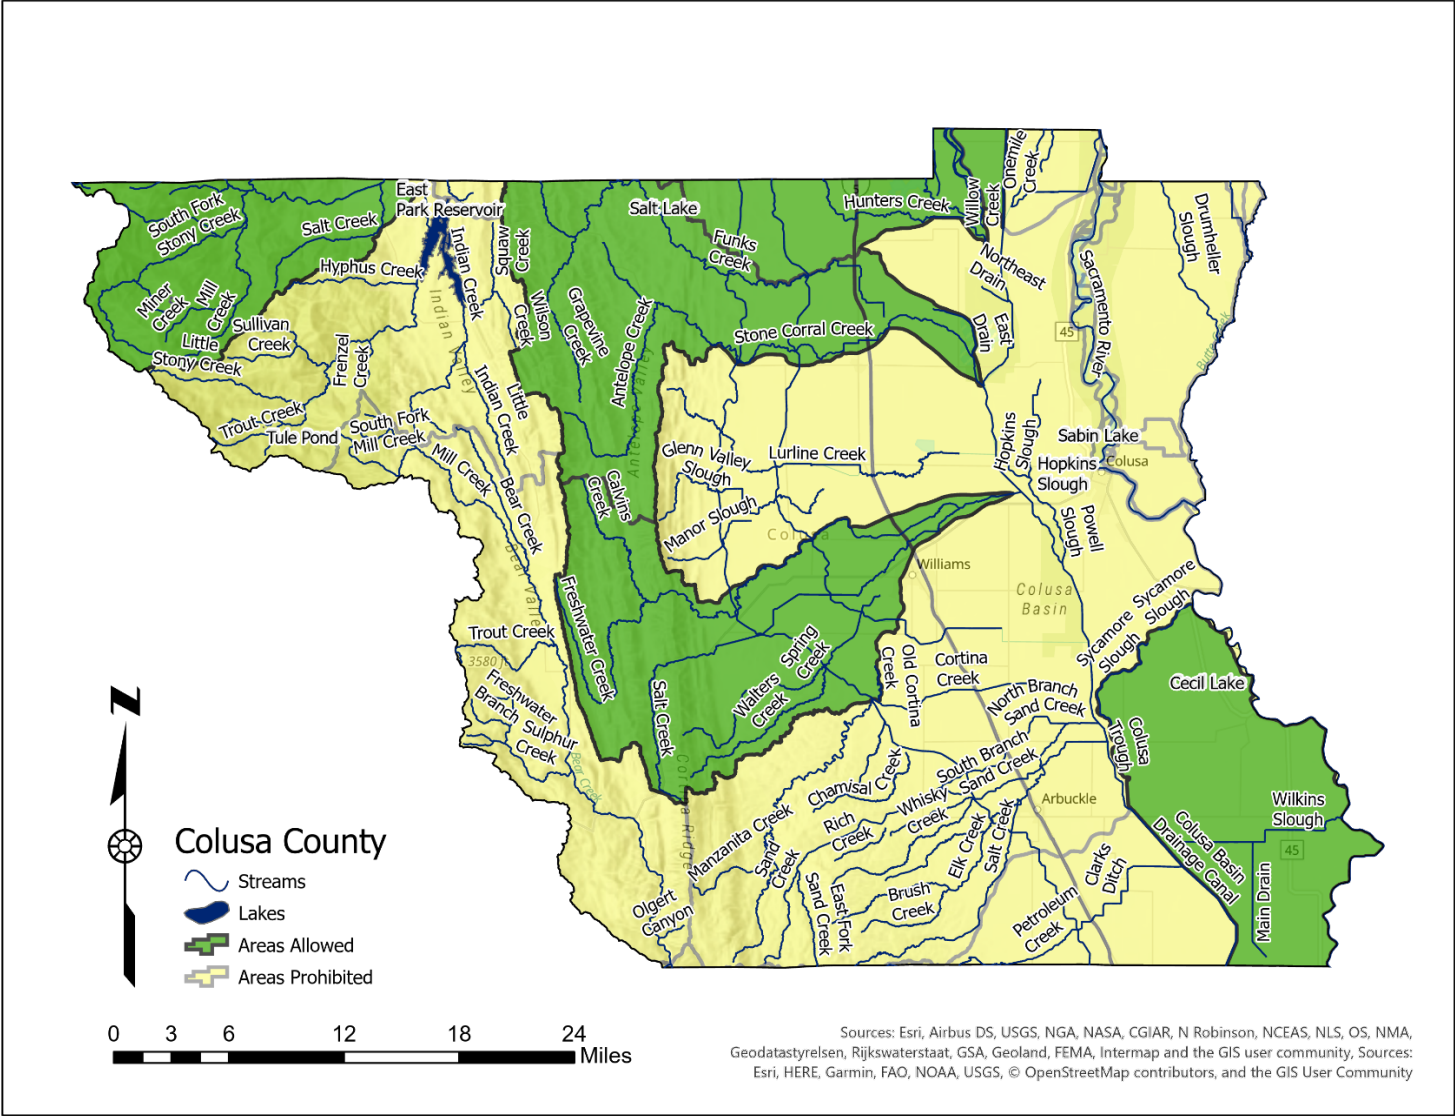 East
Park Reservoir
South Fork
Stony Creek
Salt Creek
Hyphus Creek
Miner
Creek
Mill
Creek
Little
Stony Creek
Sullivan
Creek
Frenzel
Creek
Trout Creek
Tule Pond
South Fork
Mill Creek
Mill Creek
Indian Valley
Indian Creek
Squaw
Creek
Little
Indian Creek
Bear Creek
Bear Valley
Wilson
Creek
Grapevine
Creek
Antelope Creek
Antelope Valley
Salt Lake
Funks
Creek
Stone Corral Creek
Hunters Creek
5
Willow
Creek
Onemile
Creek
Northeast
Drain
East
Drain
45
Sacramento River
Drumheller
Slough
Hopkins
Slough
Sabin Lake
Colusa
Hopkins
Slough
Powell
Slough
Glenn Valley
Slough
Lurline Creek
Manor Slough
Colusa
Calvins
Creek
Williams
Colusa
Basin
Sycamore
Slough
Sycamore
Slough
Freshwater Creek
Trout Creek
3580 ft
Freshwater
Branch Sulphur
Creek
Bear Creek
Salt Creek
Walters
Creek
Spring
Creek
Old Cortina
Creek
Cortina
Creek
North Branch
Sand Creek
South Branch
Sand Creek
Cecil Lake
Colusa
Trough
Chamisal Creek
Whisky
Creek
Rich
Creek
Manzanita Creek
Sand
Creek
Arbuckle
Elk Creek
Salt Creek
Brush
Creek
East Fork
Sand Creek
Olgert
Canyon
Petroleum
Creek
Clarks
Ditch
Colusa Basin
Drainage Canal
Wilkins
Slough
45
Main Drain
N
Colusa County
Streams
Lakes
Areas Allowed
Areas Prohibited
0 3 6 12 18 24
Miles
Sources: Esri, Airbus DS, USGS, NGA, NASA, CGIAR, N Robinson, NCEAS, NLS, OS, NMA,
Geodatastyrelsen, Rijkswaterstaat, GSA, Geoland, FEMA, Intermap and the GIS user community, Sources:
Esri, HERE, Garmin, FAO, NOAA, USGS, © OpenStreetMap contributors, and the GIS User Community